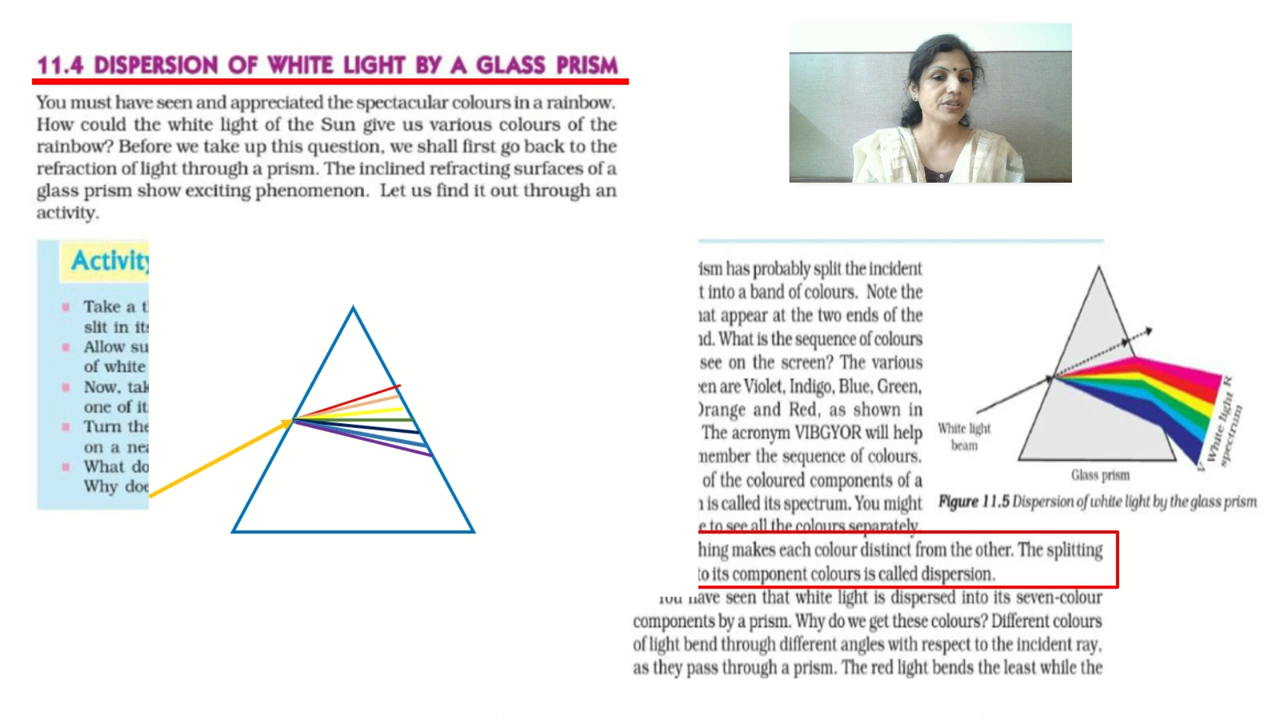 11.4 DISPERSION OF WHITE LIGHT BY A GLASS PRISM
You must have seen and appreciated the spectacular colours in a rainbow.
How could the white light of the Sun give us various colours of the
rainbow? Before we take up this question, we shall first go back to the
refraction of light through a prism. The inclined refracting surfaces of a
glass prism show exciting phenomenon. Let us find it out through an
activity.
Activity
Take a t
slit in its
Allow su
of white
Now, tak
one of it
Turn the
on a nea
What do
Why doe
ism has probably split the incident
t into a band of colours. Note the
hat appear at the two ends of the
nd. What is the sequence of colours
see on the screen? The various
en are Violet, Indigo, Blue, Green,
Orange and Red, as shown in
The acronym VIBGYOR will help
member the sequence of colours.
of the coloured components of a
n is called its spectrum. You might
e to see all the colours separately.
hing makes each colour distinct from the other. The splitting
to its component colours is called dispersion.
You have seen that white light is dispersed into its seven-colour
components by a prism. Why do we get these colours? Different colours
of light bend through different angles with respect to the incident ray,
as they pass through a prism. The red light bends the least while the
White light
beam
Glass prism
R
White light
spectrum
V
Figure 11.5 Dispersion of white light by the glass prism